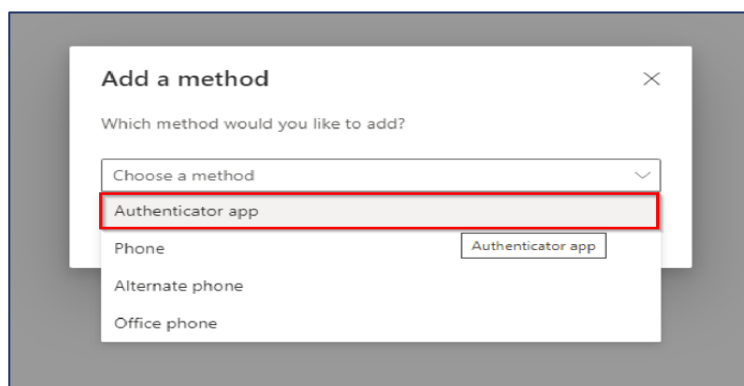 Add a method
Which method would you like to add?
Choose a method
Authenticator app
Phone
Authenticator app
Alternate phone
Office phone